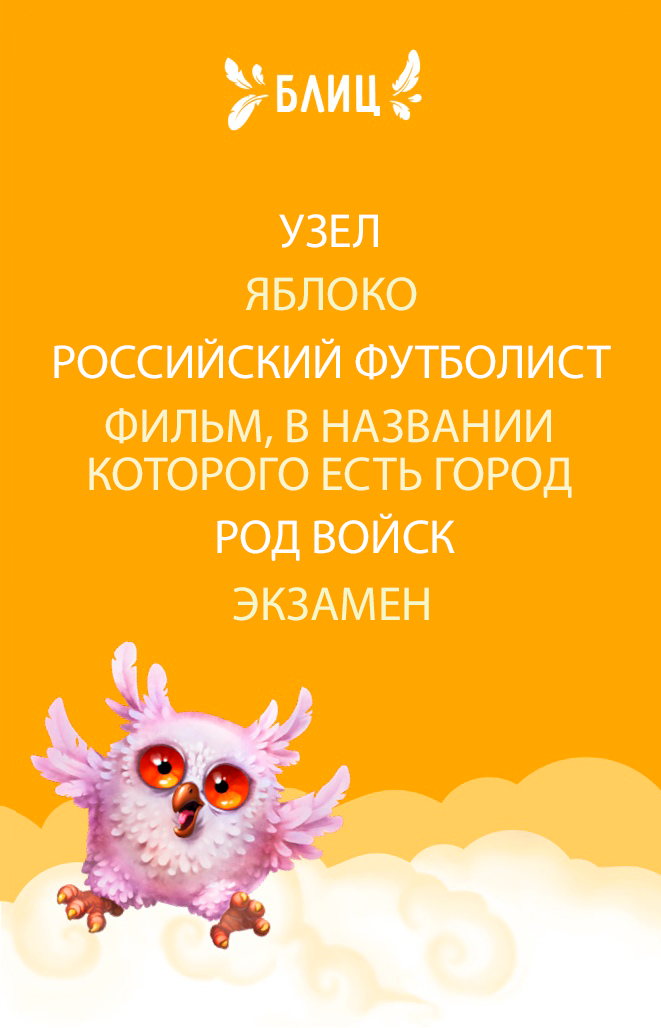 БЛИЦ
УЗЕЛ
ЯБЛОКО
РОССИЙСКИЙ ФУТБОЛИСТ
ФИЛЬМ, В НАЗВАНИИ
КОТОРОГО ЕСТЬ ГОРОД
РОД ВОЙСК
ЭКЗАМЕН